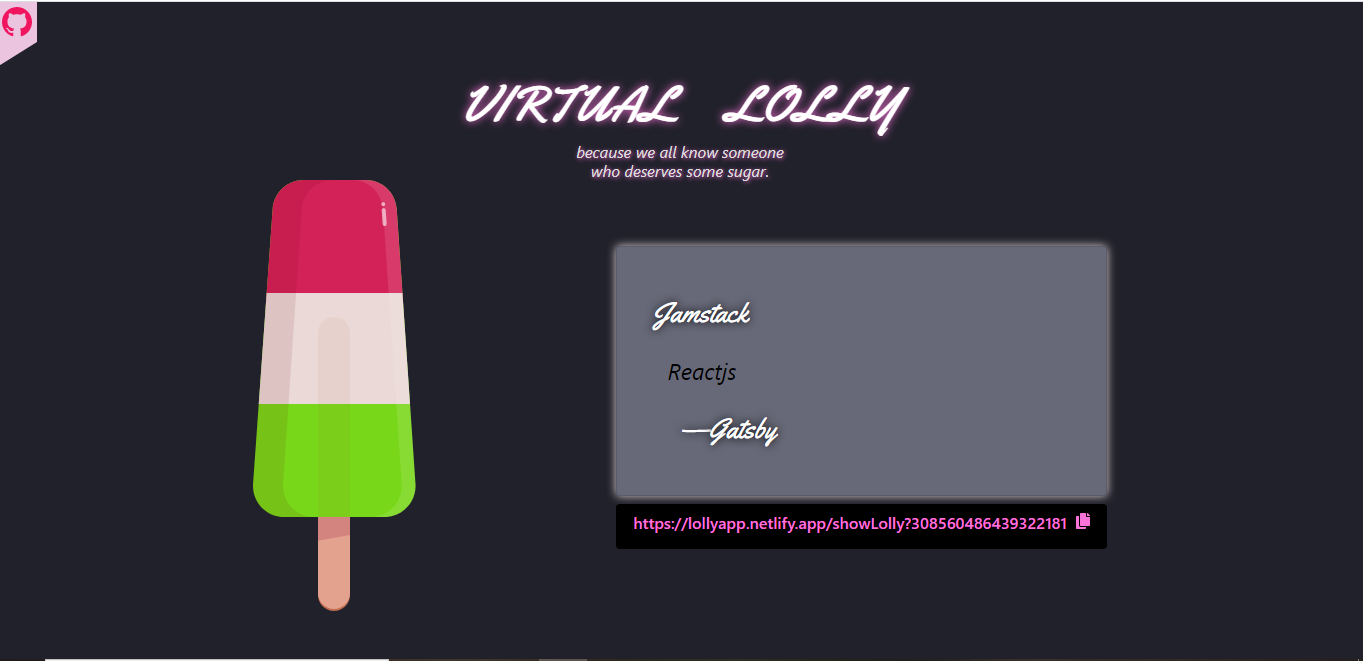 VIRTUAL LOLLY
because we all know someone
who deserves some sugar.
Jamstack
Reactjs
—Gatsby
https://lollyapp.netlify.app/showLolly?308560486439322181